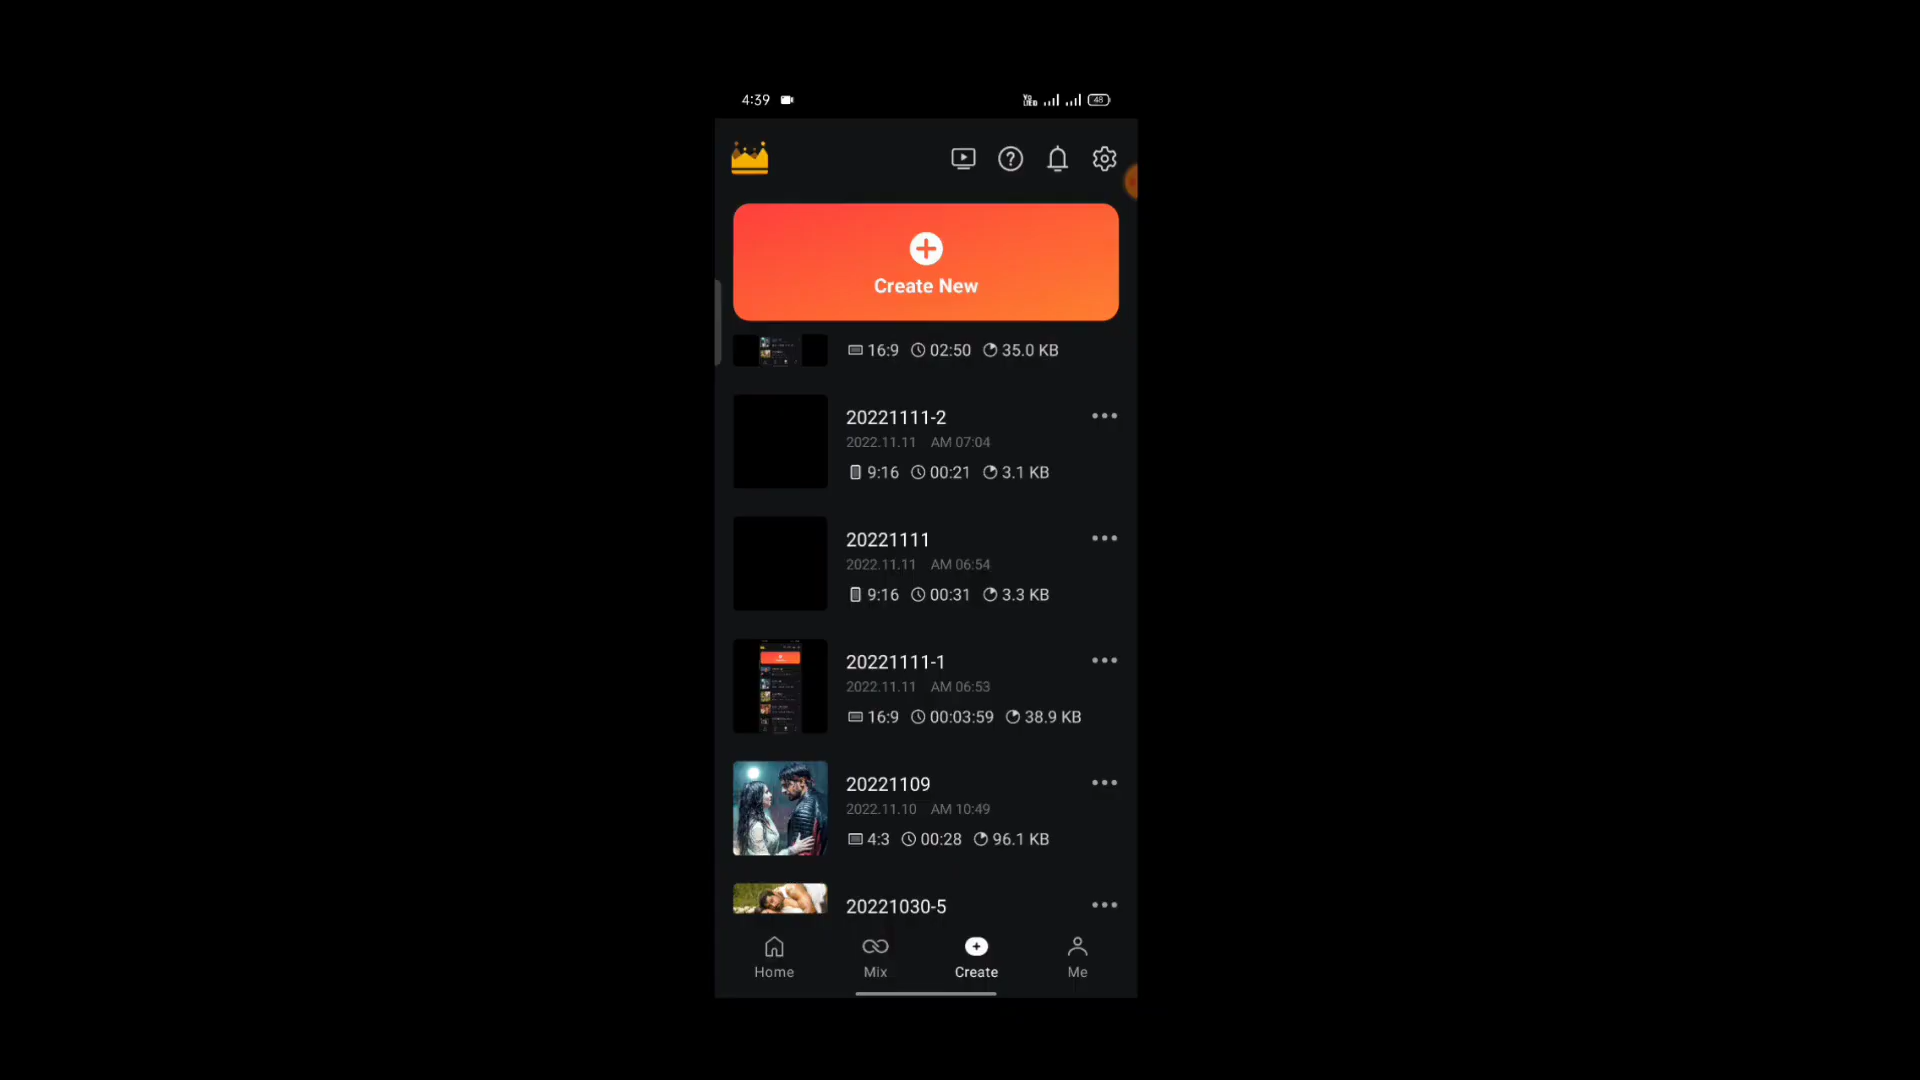 4:39
48
Create New
16:9 02:50 35.0 KB
20221111-2
2022.11.11 AM 07:04
9:16 00:21 3.1 KB
20221111
2022.11.11 AM 06:54
9:16 00:31 3.3 KB
20221111-1
2022.11.11 AM 06:53
16:9 00:03:59 38.9 KB
20221109
2022.11.10 AM 10:49
4:3 00:28 96.1 KB
20221030-5
Home Mix Create Me